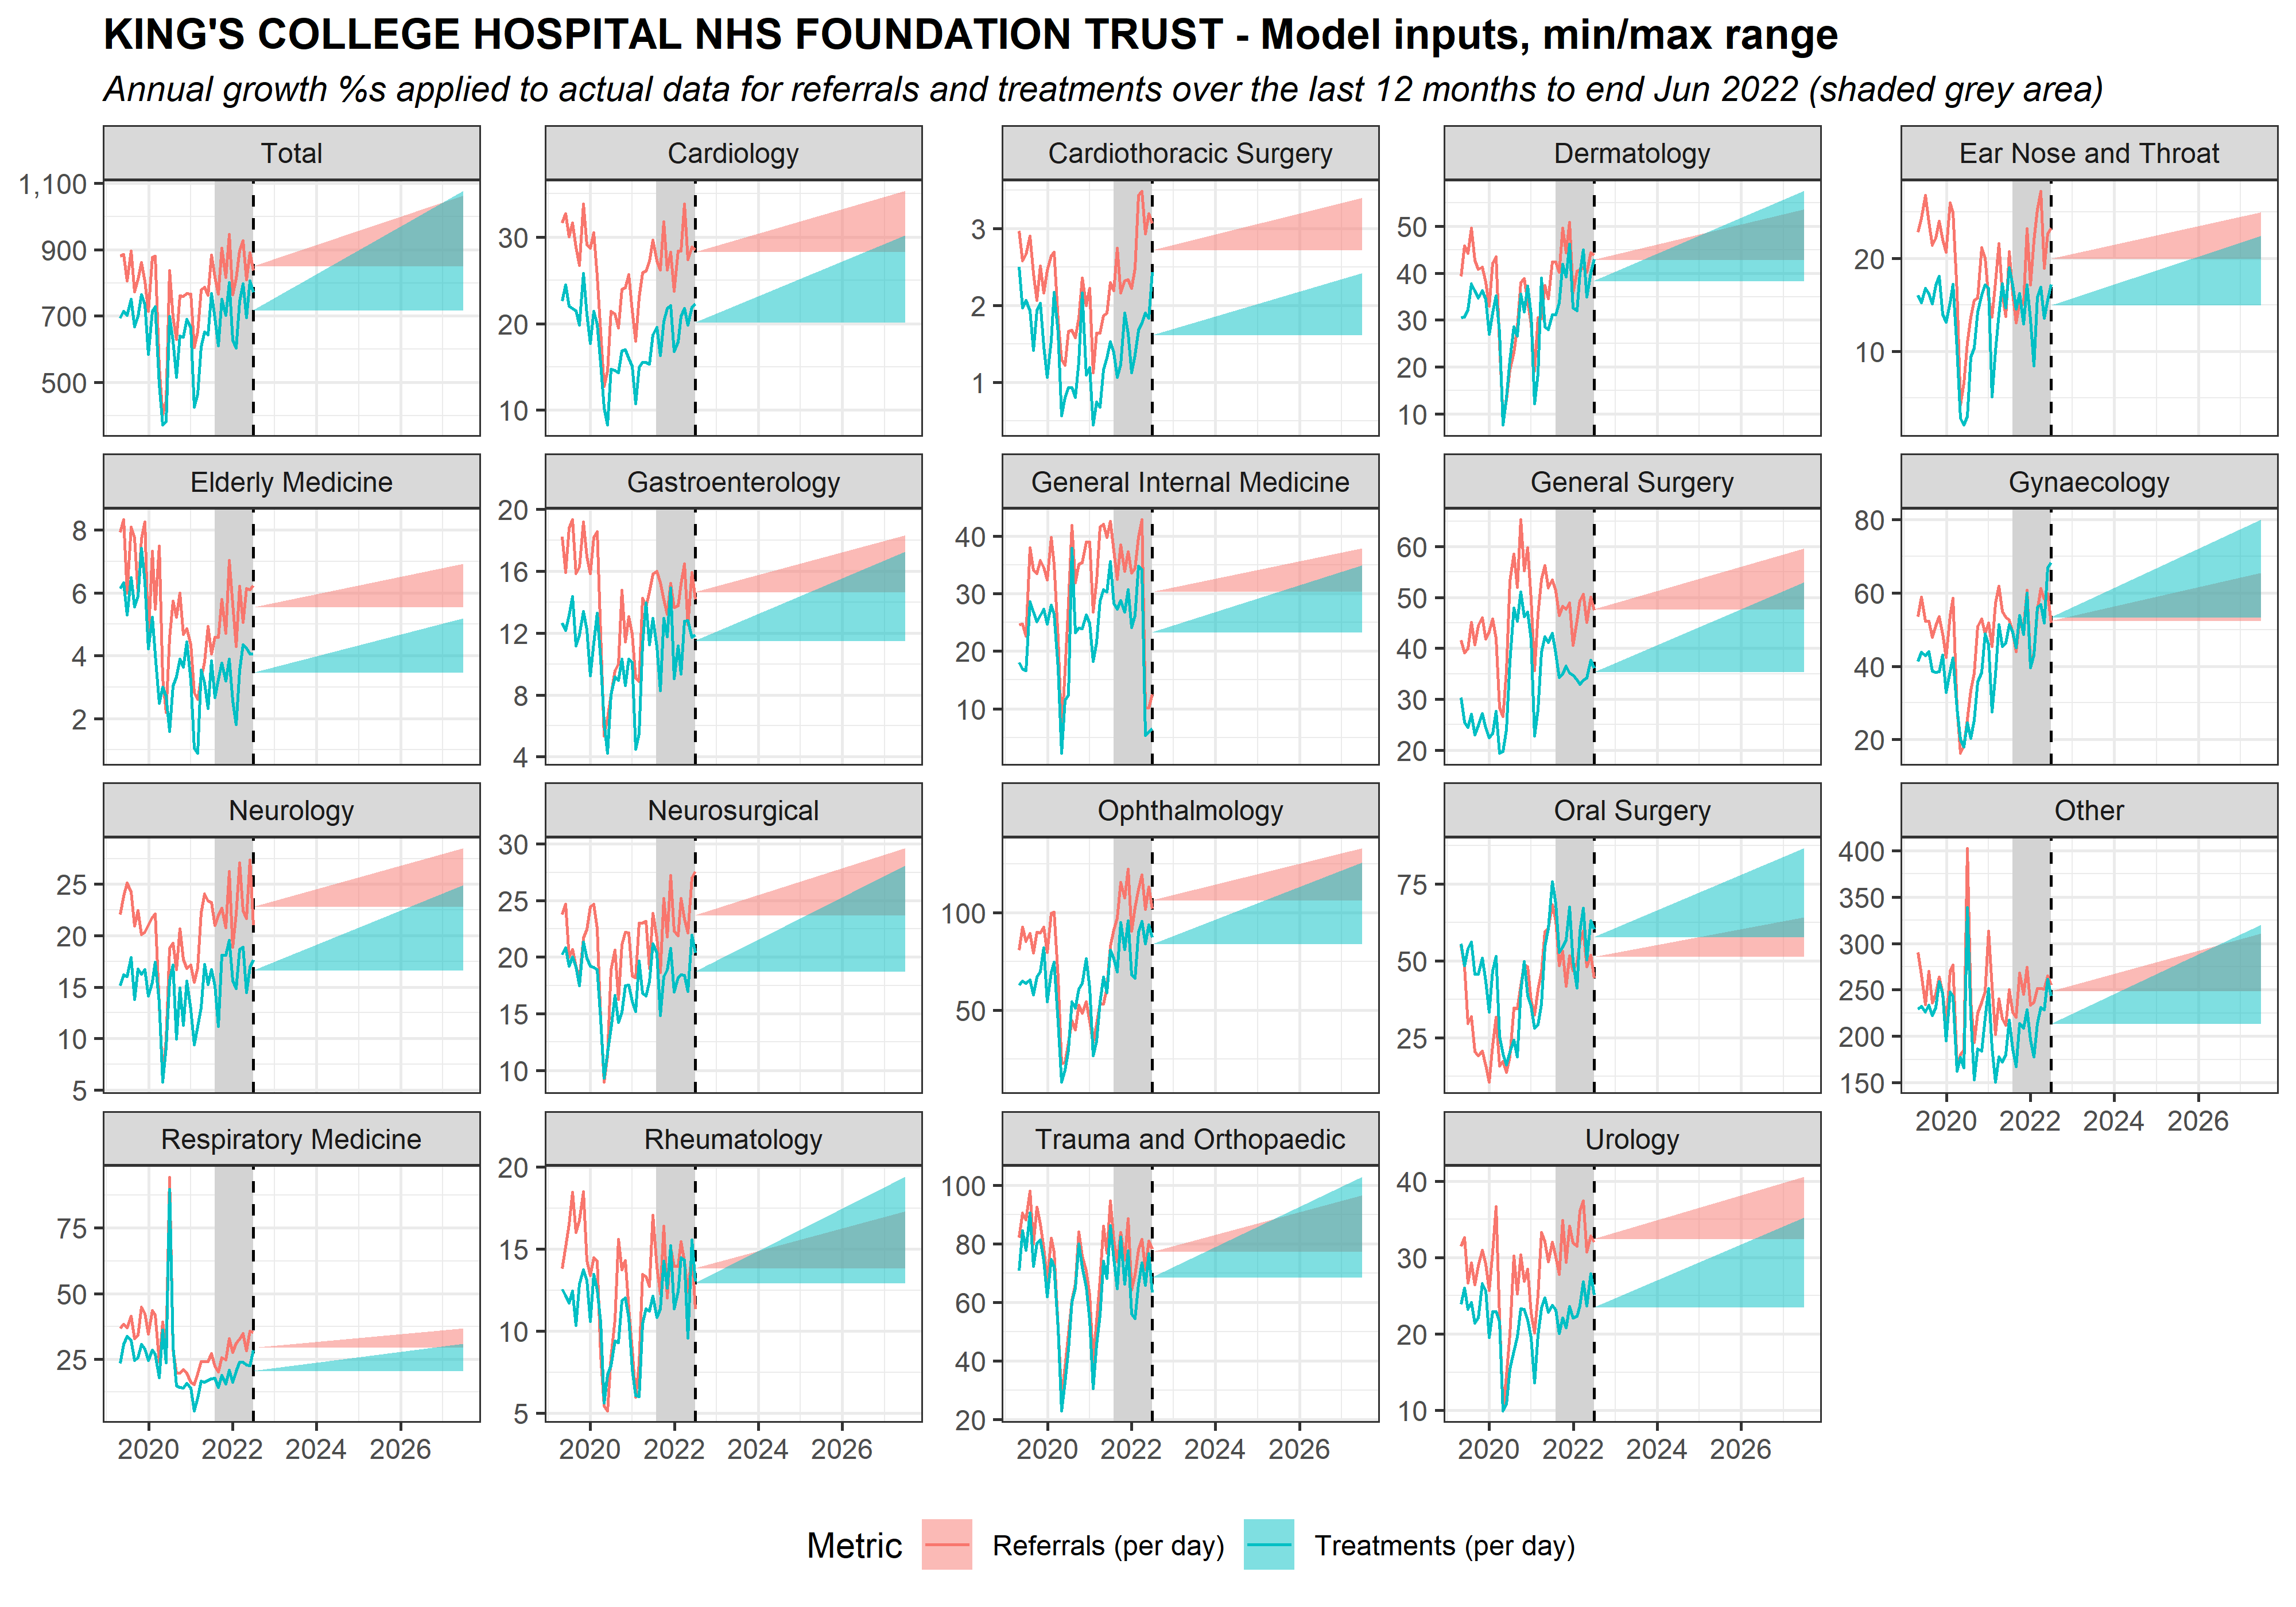 KING'S COLLEGE HOSPITAL NHS FOUNDATION TRUST - Model inputs, min/max range
Annual growth %s applied to actual data for referrals and treatments over the last 12 months to end Jun 2022 (shaded grey area)
Total
1,100
900
700
500
Cardiology
30
20
10
Cardiothoracic Surgery
3
2
1
Dermatology
50
40
30
20
10
Ear Nose and Throat
20
10
Elderly Medicine
8
6
4
2
Gastroenterology
20
16
12
8
4
General Internal Medicine
40
30
20
10
General Surgery
60
50
40
30
20
Gynaecology
80
60
40
20
Neurology
25
20
15
10
5
Neurosurgical
30
25
20
15
10
Ophthalmology
100
50
Oral Surgery
75
50
25
Other
400
350
300
250
200
150
2020 2022 2024 2026
Respiratory Medicine
75
50
25
2020 2022 2024 2026
Rheumatology
20
15
10
5
2020 2022 2024 2026
Trauma and Orthopaedic
100
80
60
40
20
2020 2022 2024 2026
Urology
40
30
20
10
2020 2022 2024 2026
Metric Referrals (per day) Treatments (per day)